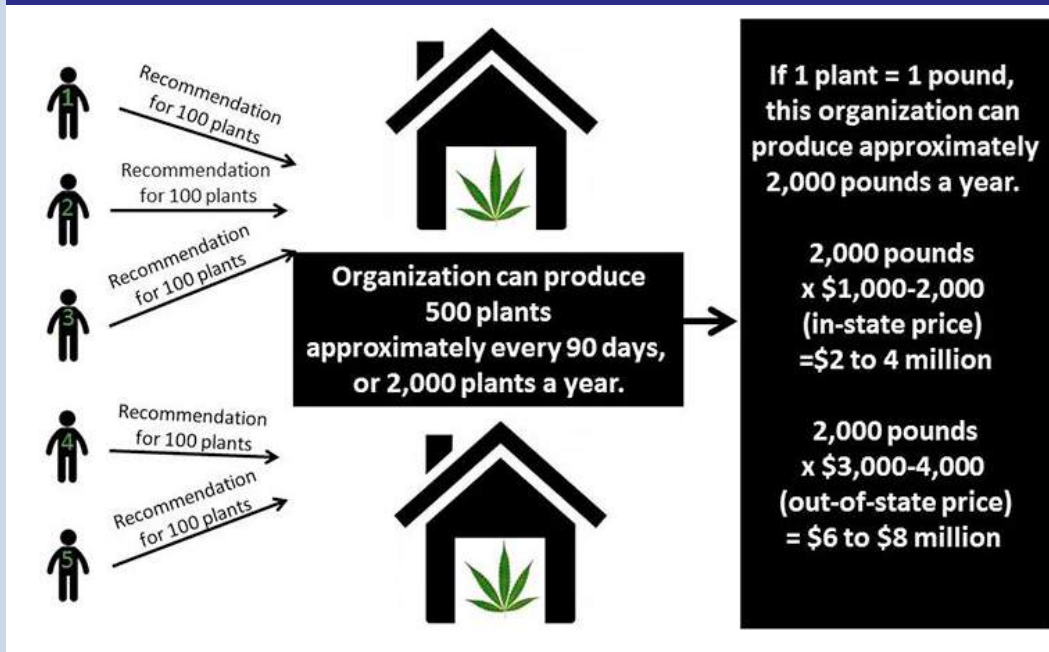 1
Recommendation
for 100 plants
2
Recommendation
for 100 plants
3
Recommendation
for 100 plants
4
Recommendation
for 100 plants
5
Recommendation
for 100 plants
Organization can produce
500 plants
approximately every 90 days,
or 2,000 plants a year.
If 1 plant = 1 pound,
this organization can
produce approximately
2,000 pounds a year.
2,000 pounds
x $1,000-2,000
(in-state price)
=$2 to 4 million
2,000 pounds
x $3,000-4,000
(out-of-state price)
= $6 to $8 million